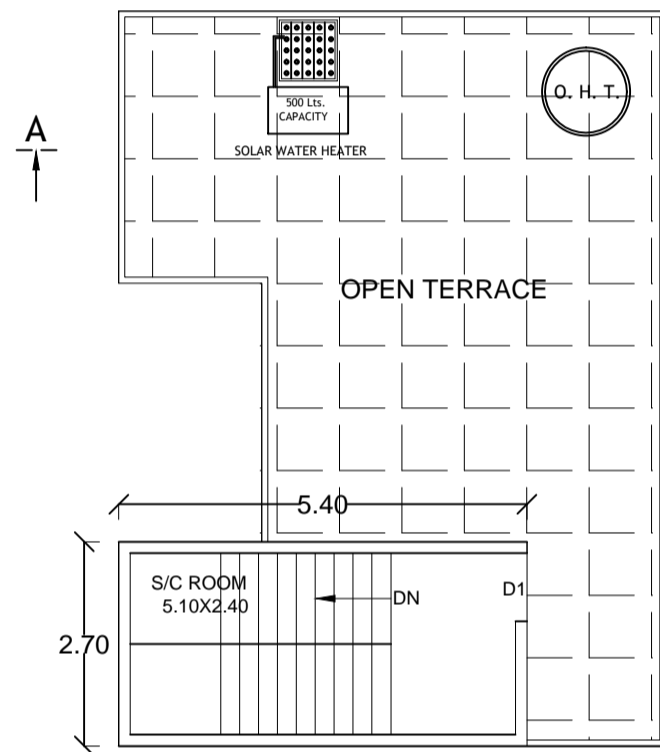 500 Lts.
CAPACITY
O. H. T.
A
SOLAR WATER HEATER
OPEN TERRACE
5.40
S/C ROOM
5.10X2.40
DN
D1
2.70